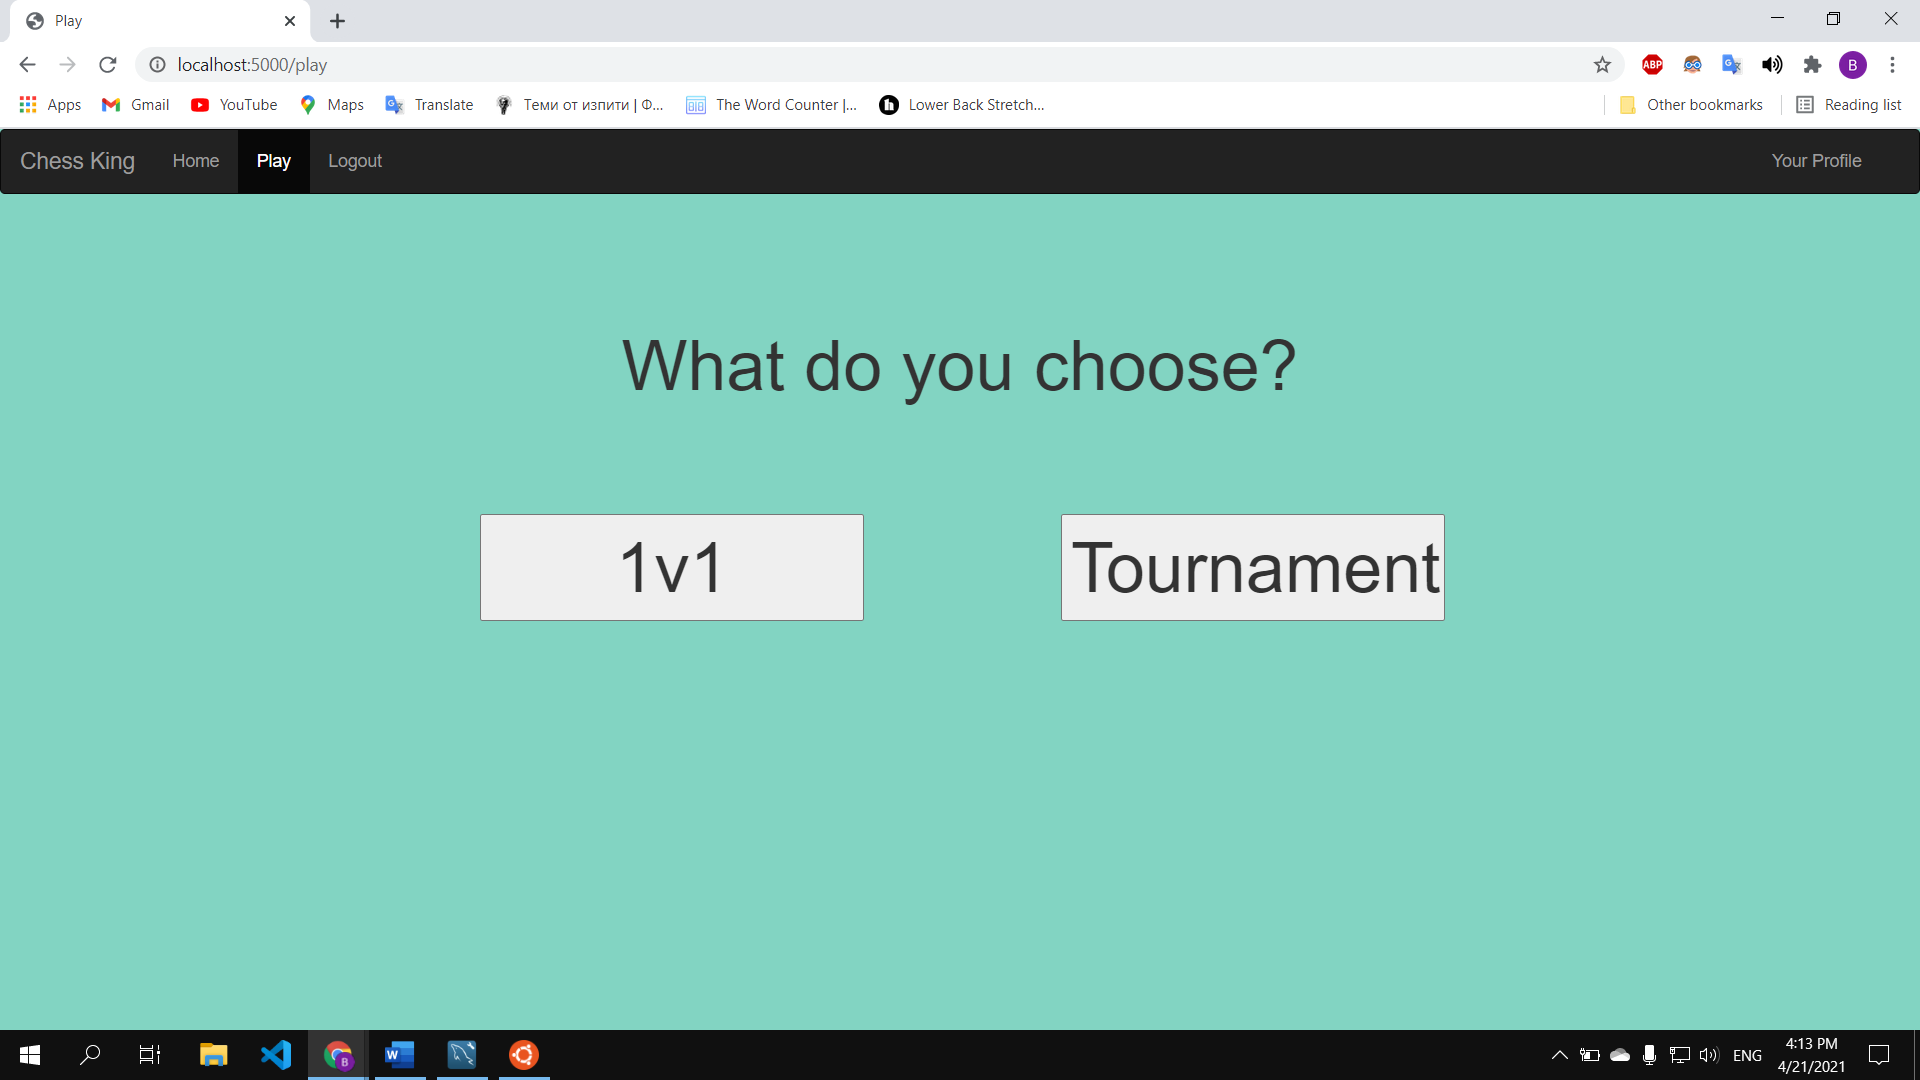 Play
localhost:5000/play
ABP
B
Apps
Gmail
YouTube
Maps
Translate
Теми от изпити | Ф...
The Word Counter |...
Lower Back Stretch...
Other bookmarks
Reading list
Chess King
Home
Play
Logout
Your Profile
What do you choose?
1v1
Tournament
ENG
4:13 PM
4/21/2021